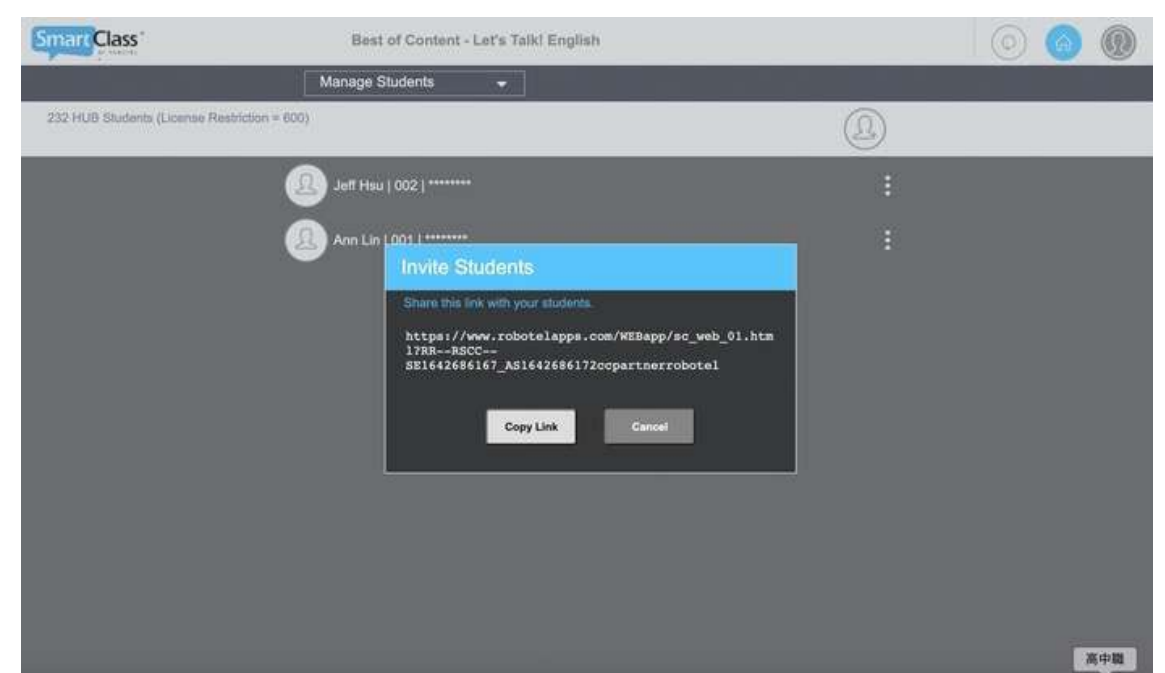 SmartClass
Best of Content - Let's Talk! English
Manage Students
232 HUB Students (License Restriction = 600)
Jeff Hsu | 002 | ********
Ann Lin | 001 | ********
Invite Students
Share this link with your students.
https://www.robotelapps.com/WEBapp/sc_web_01.htm
l?RR--RSCC--
SE1642686167_AS1642686172ccpartnerrobotel
Copy Link
Cancel
高中職